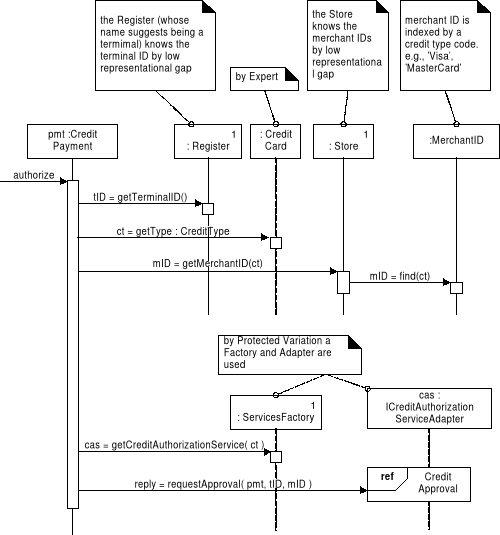 the Register (whose
name suggests being a
termimal) knows the
terminal ID by low
representational gap
by Expert
the Store
knows the
merchant IDs
by low
representationa
l gap
merchant ID is
indexed by a
credit type code.
e.g., 'Visa',
'MasterCard'
pmt :Credit
Payment
1
: Register
: Credit
Card
1
: Store
:MerchantID
authorize
tID = getTerminalID()
ct = getType : CreditType
mID = getMerchantID(ct)
mID = find(ct)
by Protected Variation a
Factory and Adapter are
used
1
: ServicesFactory
cas :
ICreditAuthorization
ServiceAdapter
cas = getCreditAuthorizationService( ct )
reply = requestApproval( pmt, tID, mID )
ref
Credit
Approval